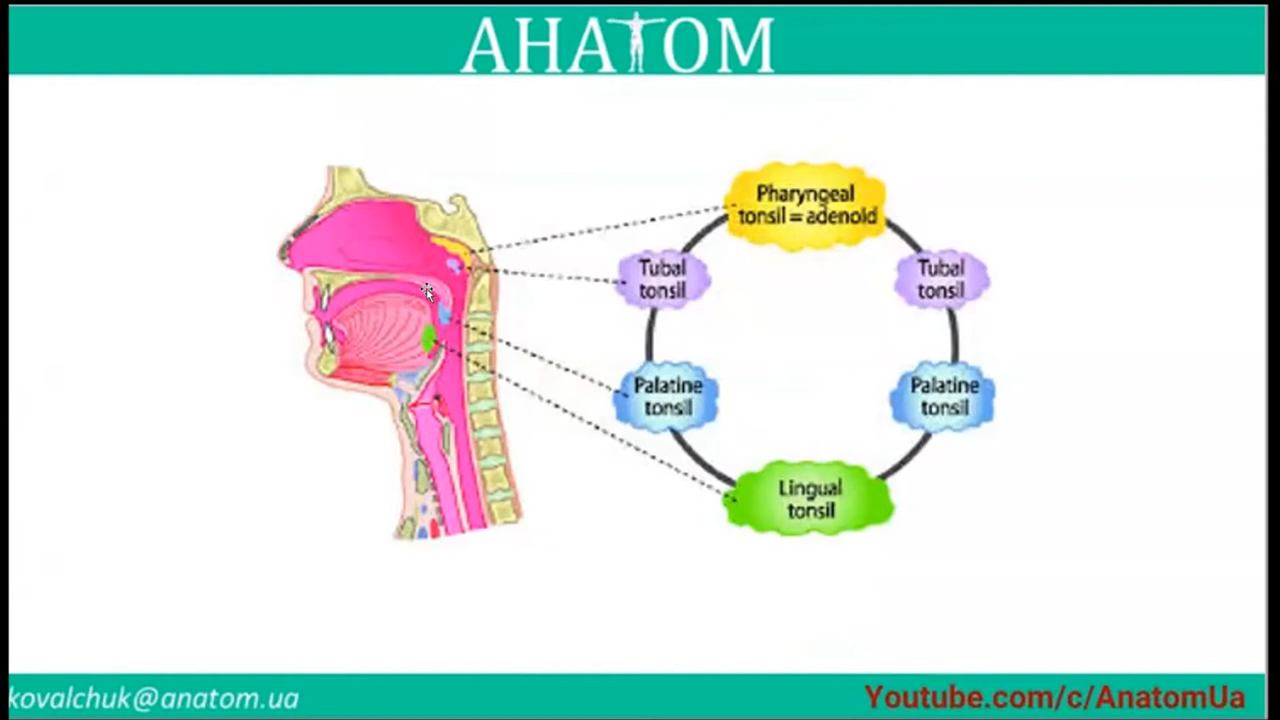 АНАТОМ
Pharyngeal
tonsil = adenoid
Tubal
tonsil
Tubal
tonsil
Palatine
tonsil
Palatine
tonsil
Lingual
tonsil
kovalchuk@anatom.ua
Youtube.com/c/AnatomUa